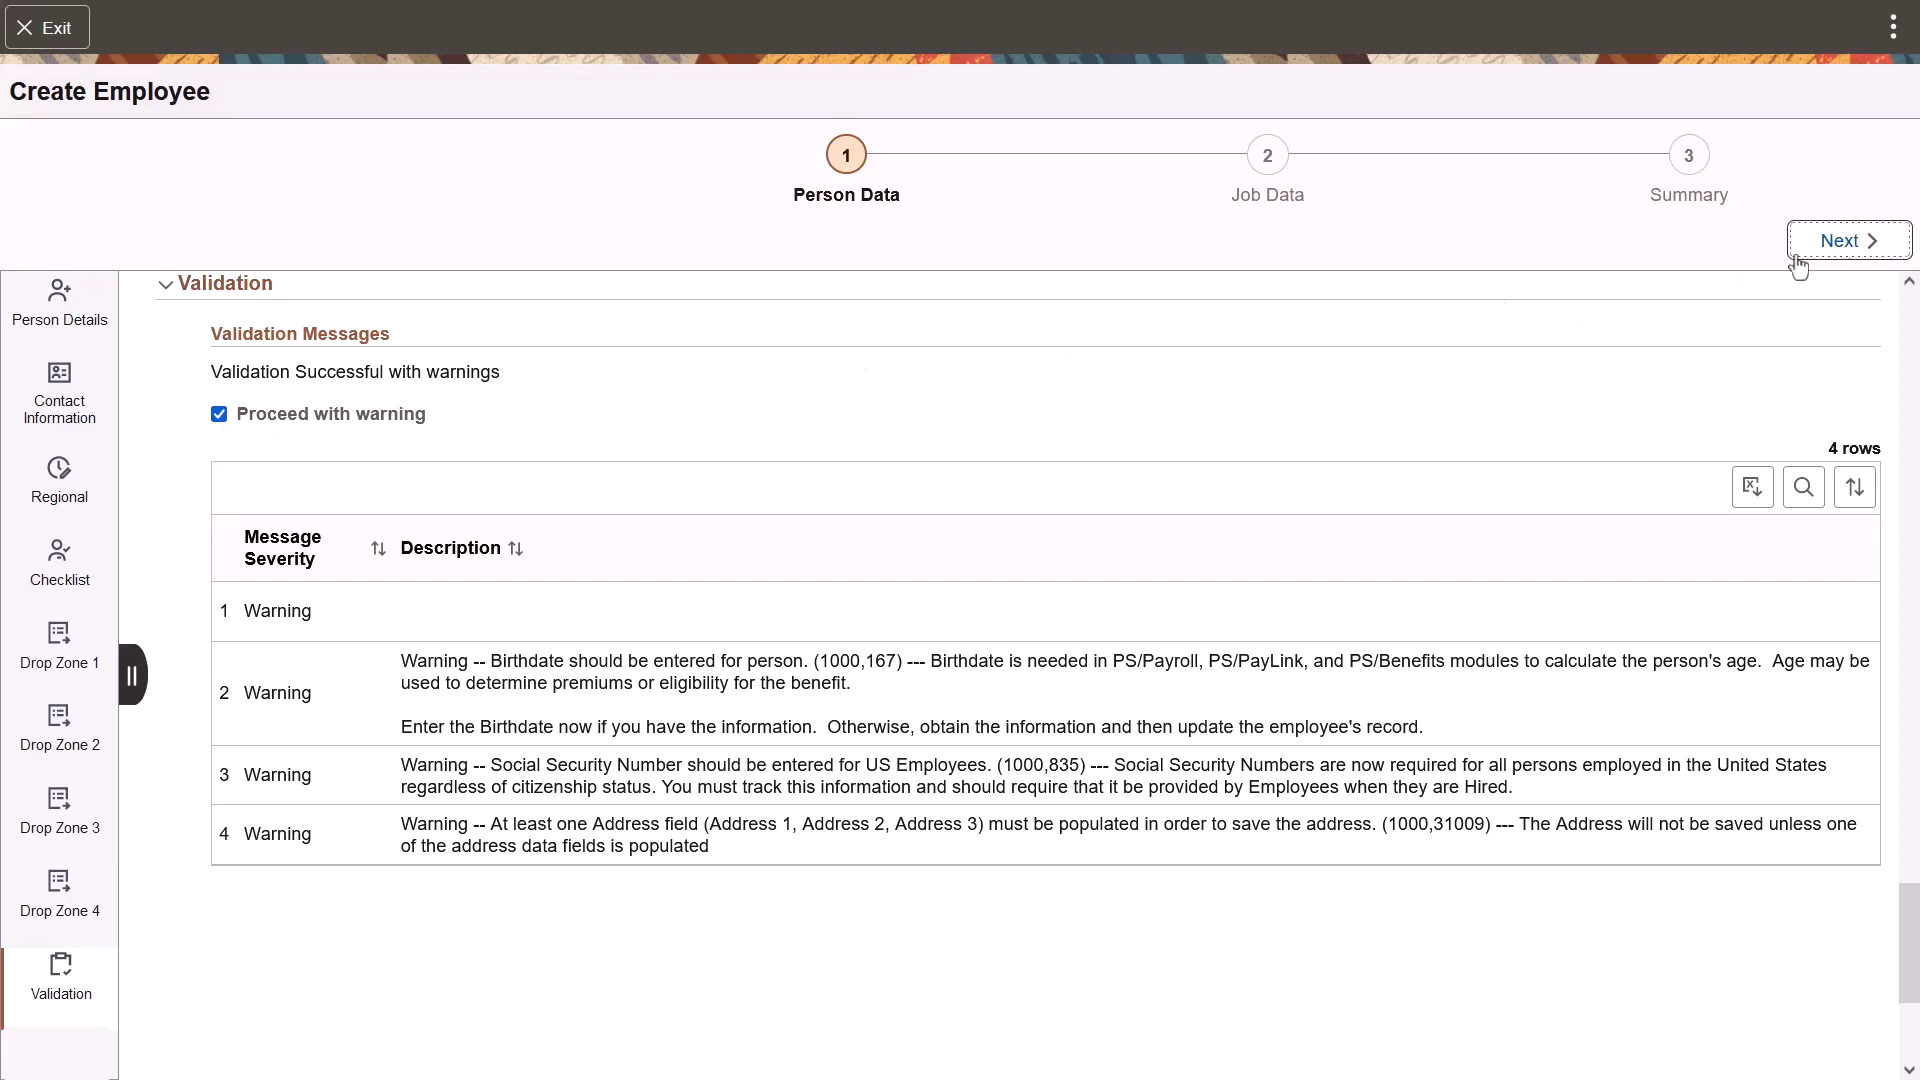 Exit
Create Employee
1
2
3
Person Data
Job Data
Summary
Next
Person Details
Contact
Information
Regional
Checklist
Drop Zone 1
Drop Zone 2
Drop Zone 3
Drop Zone 4
Validation
Validation
Validation Messages
Validation Successful with warnings
Proceed with warning
4 rows
Message
Severity
Description
1 Warning
2 Warning
Warning -- Birthdate should be entered for person. (1000,167) --- Birthdate is needed in PS/Payroll, PS/PayLink, and PS/Benefits modules to calculate the person's age.  Age may be
used to determine premiums or eligibility for the benefit.
Enter the Birthdate now if you have the information.  Otherwise, obtain the information and then update the employee's record.
3 Warning
Warning -- Social Security Number should be entered for US Employees. (1000,835) --- Social Security Numbers are now required for all persons employed in the United States
regardless of citizenship status. You must track this information and should require that it be provided by Employees when they are Hired.
4 Warning
Warning -- At least one Address field (Address 1, Address 2, Address 3) must be populated in order to save the address. (1000,31009) --- The Address will not be saved unless one
of the address data fields is populated